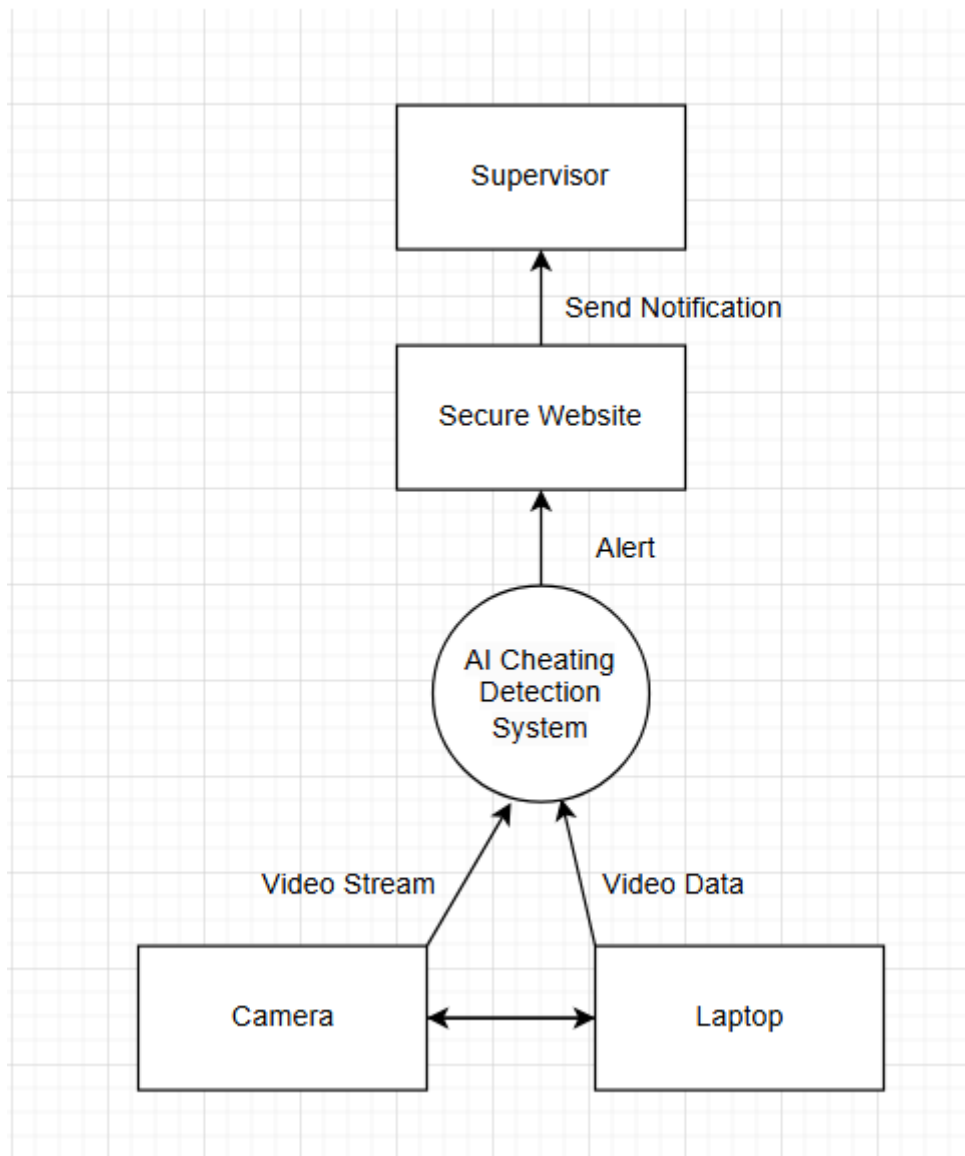 Supervisor
Send Notification
Secure Website
Alert
AI Cheating
Detection
System
Video Stream
Video Data
Camera
Laptop